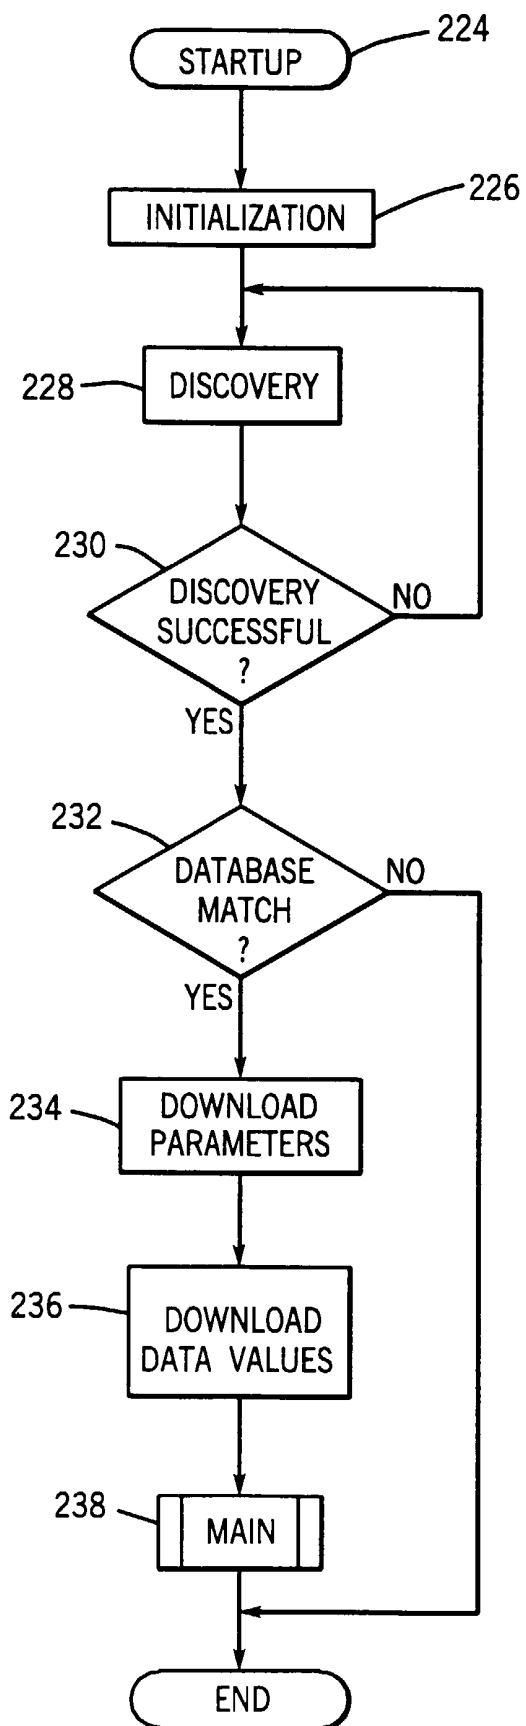 224
STARTUP
226
INITIALIZATION
228
DISCOVERY
230
DISCOVERY
SUCCESSFUL
?
NO
YES
232
DATABASE
MATCH
?
NO
YES
234
DOWNLOAD
PARAMETERS
236
DOWNLOAD
DATA VALUES
238
MAIN
END